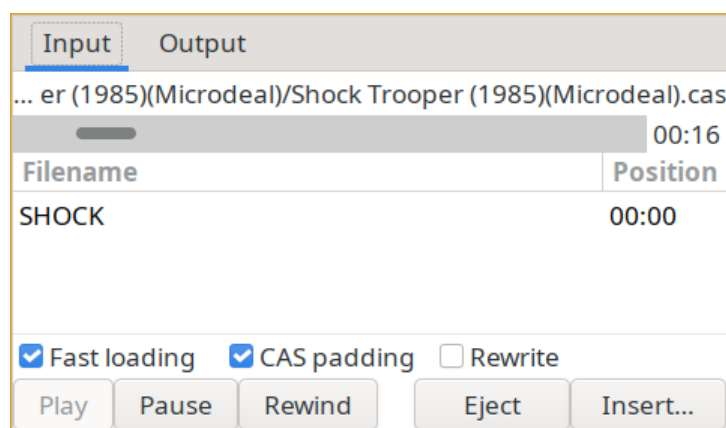 Input Output
... er (1985)(Microdeal)/Shock Trooper (1985)(Microdeal).cas
00:16
Filename Position
SHOCK 00:00
Fast loading CAS padding Rewrite
Play Pause Rewind Eject Insert...